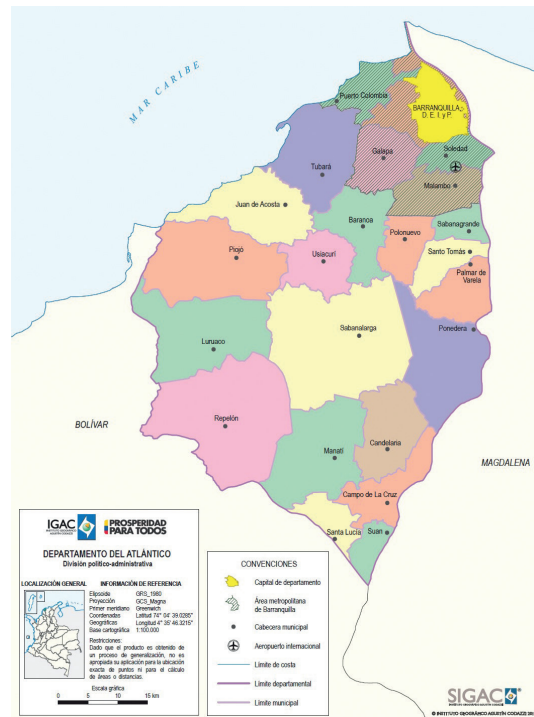 MAR CARIBE
Puerto Colombia
BARRANQUILLA,
D. E. I. y P.
Soledad
Galapa
Malambo
Tubará
Juan de Acosta
Baranoa
Polonuevo
Sabanagrande
Santo Tomás
Palmar de
Varela
Piojó
Usiacurí
Sabanalarga
Ponedera
Luruaco
Repelón
BOLÍVAR
Manatí
Candelaria
MAGDALENA
Campo de La Cruz
Santa Lucía
Suan
IGAC
INSTITUTO GEOGRÁFICO
AGUSTÍN CODAZZI
PROSPERIDAD
PARA TODOS
DEPARTAMENTO DEL ATLÁNTICO
División político-administrativa
LOCALIZACIÓN GENERAL
INFORMACIÓN DE REFERENCIA
Elipsoide GRS_1980
Proyección GCS_Magna
Primer meridiano Greenwich
Coordenadas Latitud 74° 04' 39.0285"
Geográficas Longitud 4° 35' 46.3215"
Base cartográfica 1:100.000
Restricciones:
Dado que el producto es obtenido de
un proceso de generalización, no es
apropiada su aplicación para la ubicación
exacta de puntos ni para el cálculo
de áreas o distancias.
Escala gráfica
0 5 10 15 km
CONVENCIONES
Capital de departamento
Área metropolitana
de Barranquilla
Cabecera municipal
Aeropuerto internacional
Límite de costa
Límite departamental
Límite municipal
SIGAC
© INSTITUTO GEOGRÁFICO AGUSTÍN CODAZZI